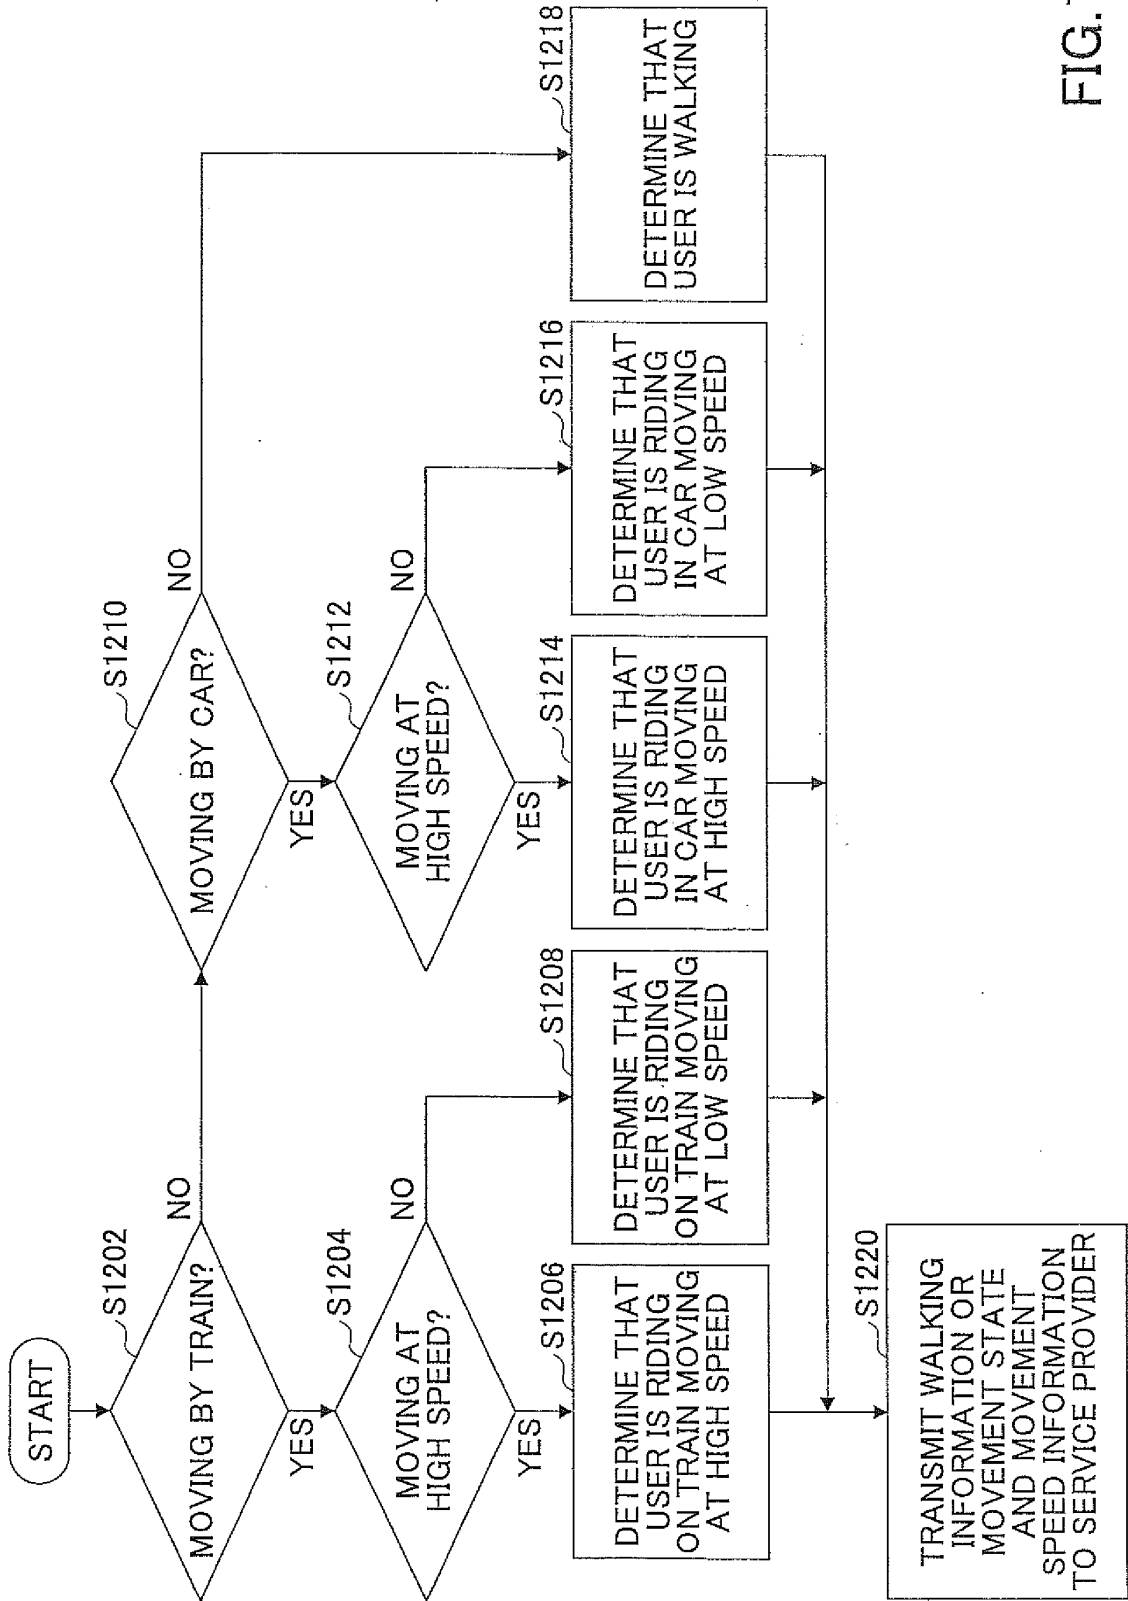 START
S1202
MOVING BY TRAIN?
NO
YES
S1204
MOVING AT
HIGH SPEED?
NO
YES
S1206
DETERMINE THAT
USER IS RIDING
ON TRAIN MOVING
AT HIGH SPEED
S1208
DETERMINE THAT
USER IS RIDING
ON TRAIN MOVING
AT LOW SPEED
S1210
MOVING BY CAR?
NO
YES
S1212
MOVING AT
HIGH SPEED?
NO
YES
S1214
DETERMINE THAT
USER IS RIDING
IN CAR MOVING
AT HIGH SPEED
S1216
DETERMINE THAT
USER IS RIDING
IN CAR MOVING
AT LOW SPEED
S1218
DETERMINE THAT
USER IS WALKING
S1220
TRANSMIT WALKING
INFORMATION OR
MOVEMENT STATE
AND MOVEMENT
SPEED INFORMATION
TO SERVICE PROVIDER
FIG.